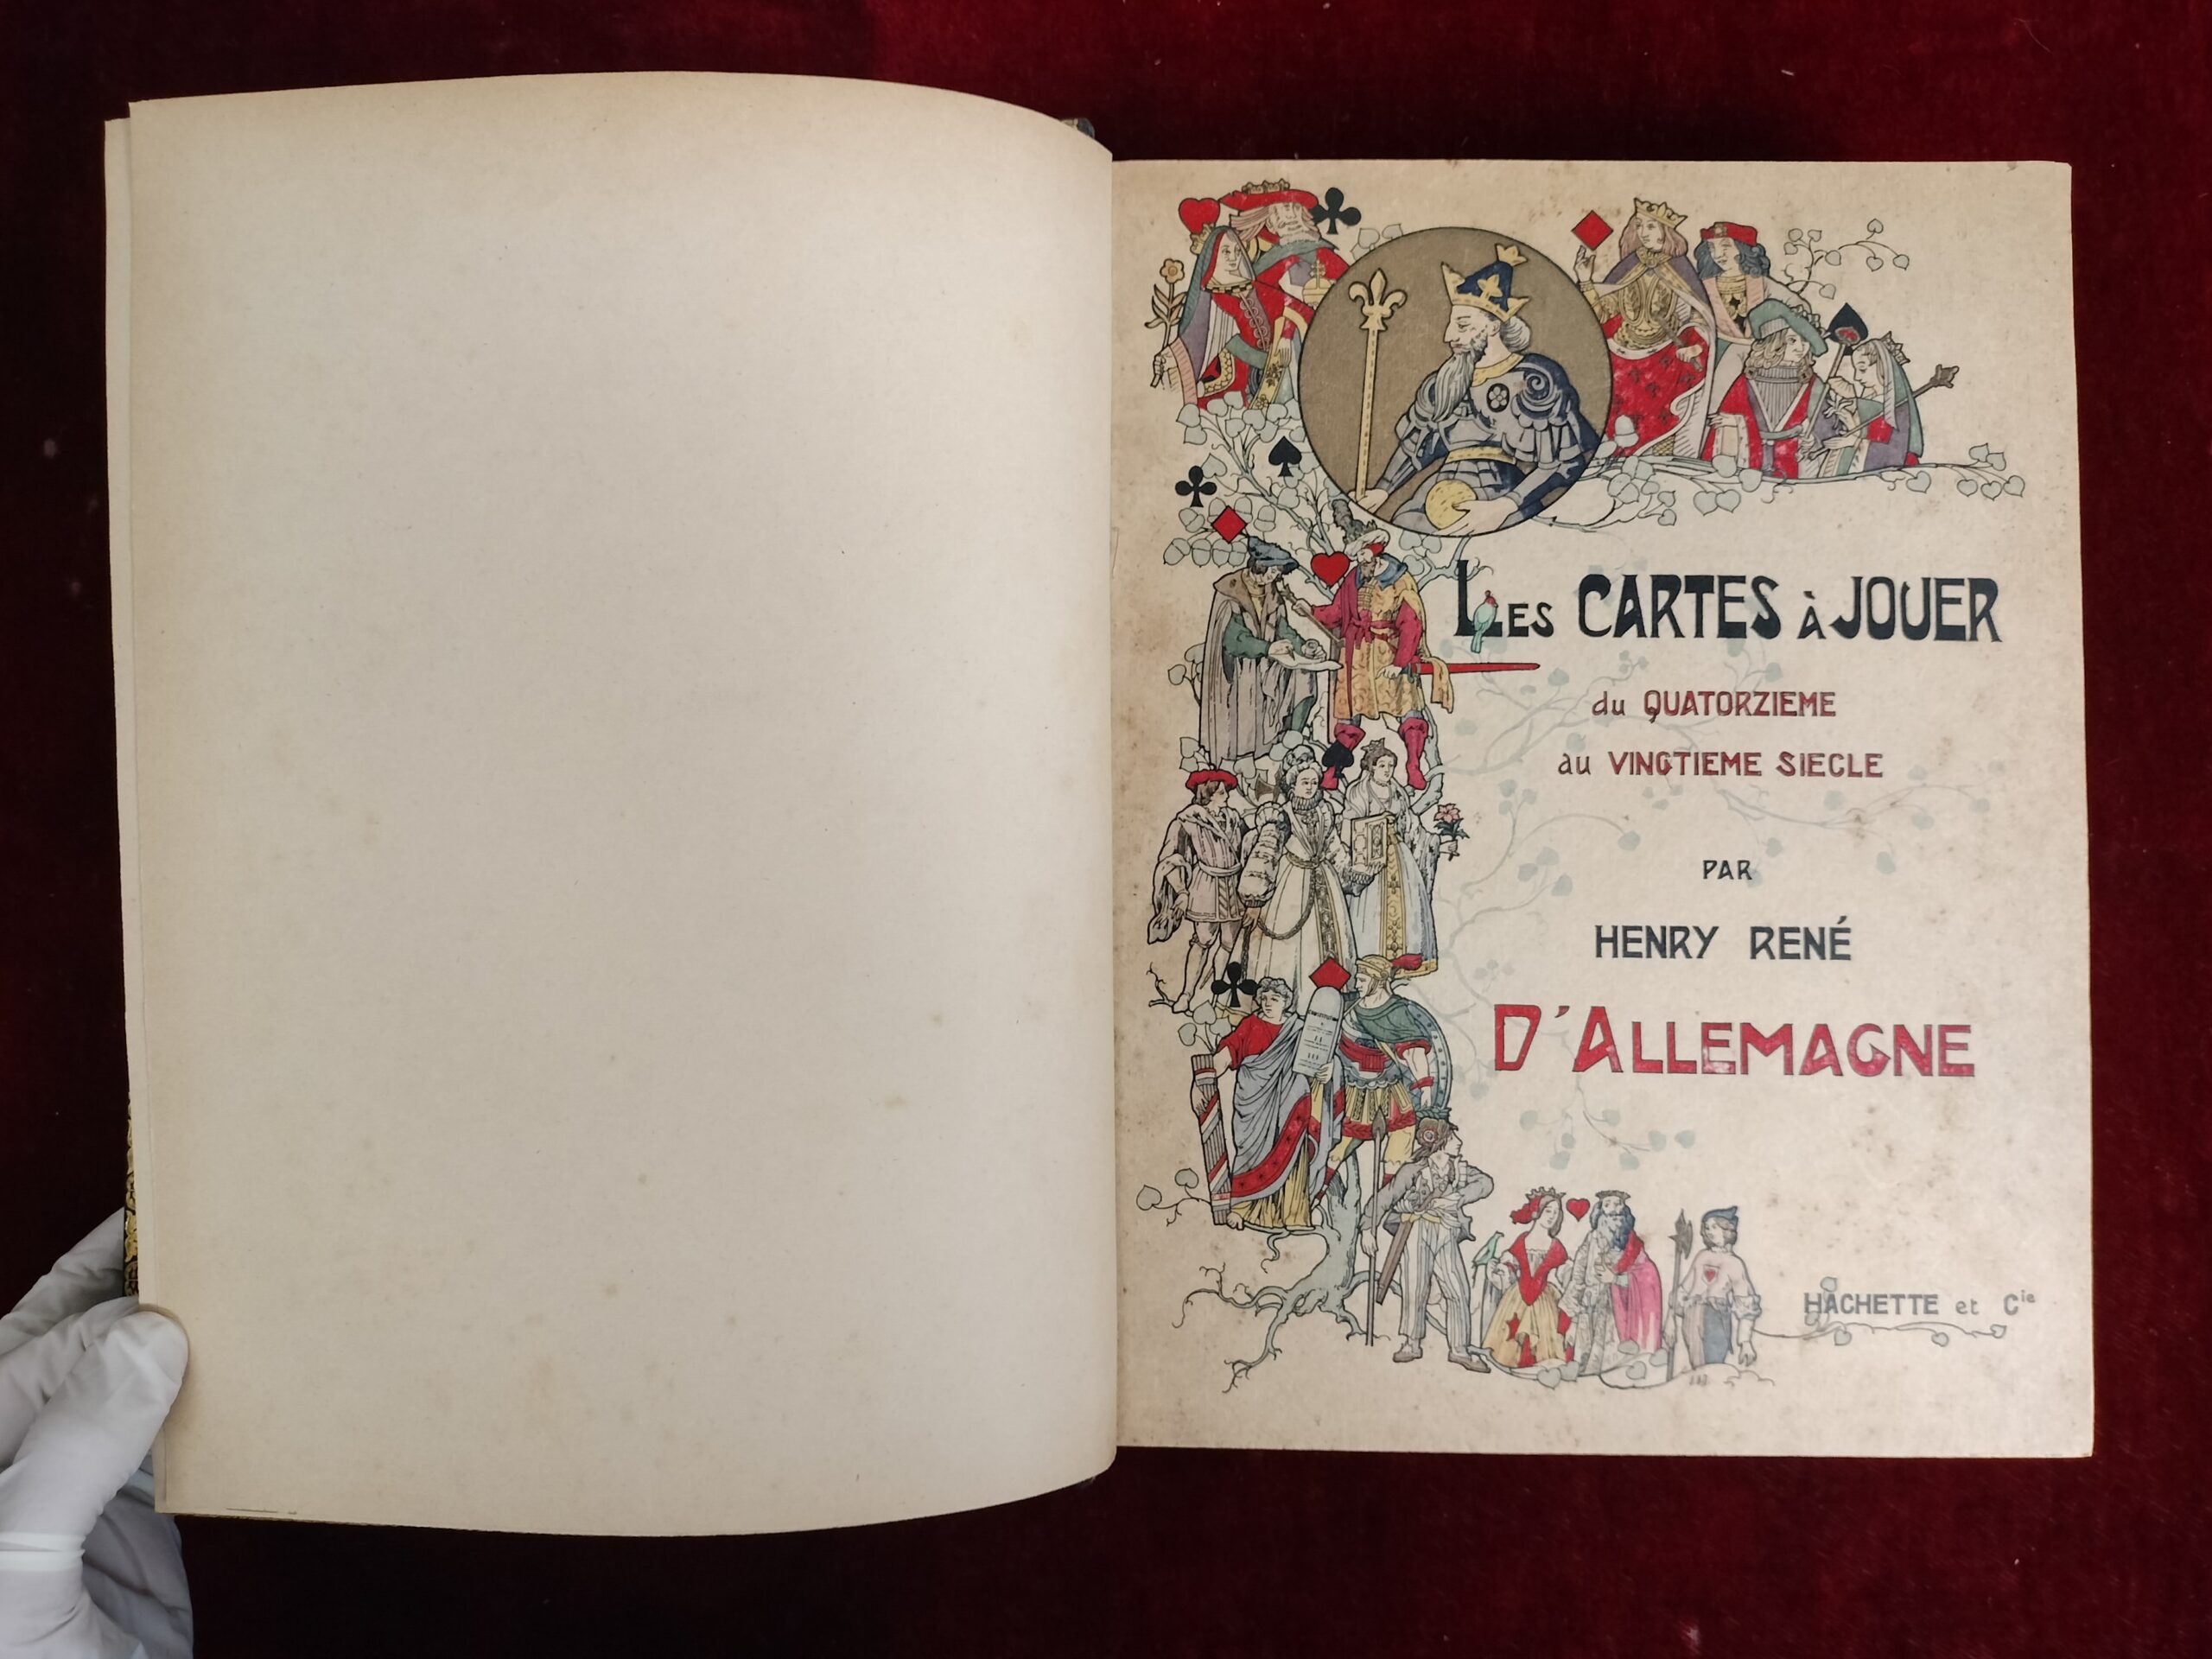 LES CARTES À JOUER
du QUATORZIEME
au VINGTIEME SIECLE
PAR
HENRY RENÉ
D'ALLEMAGNE
HACHETTE et Cie